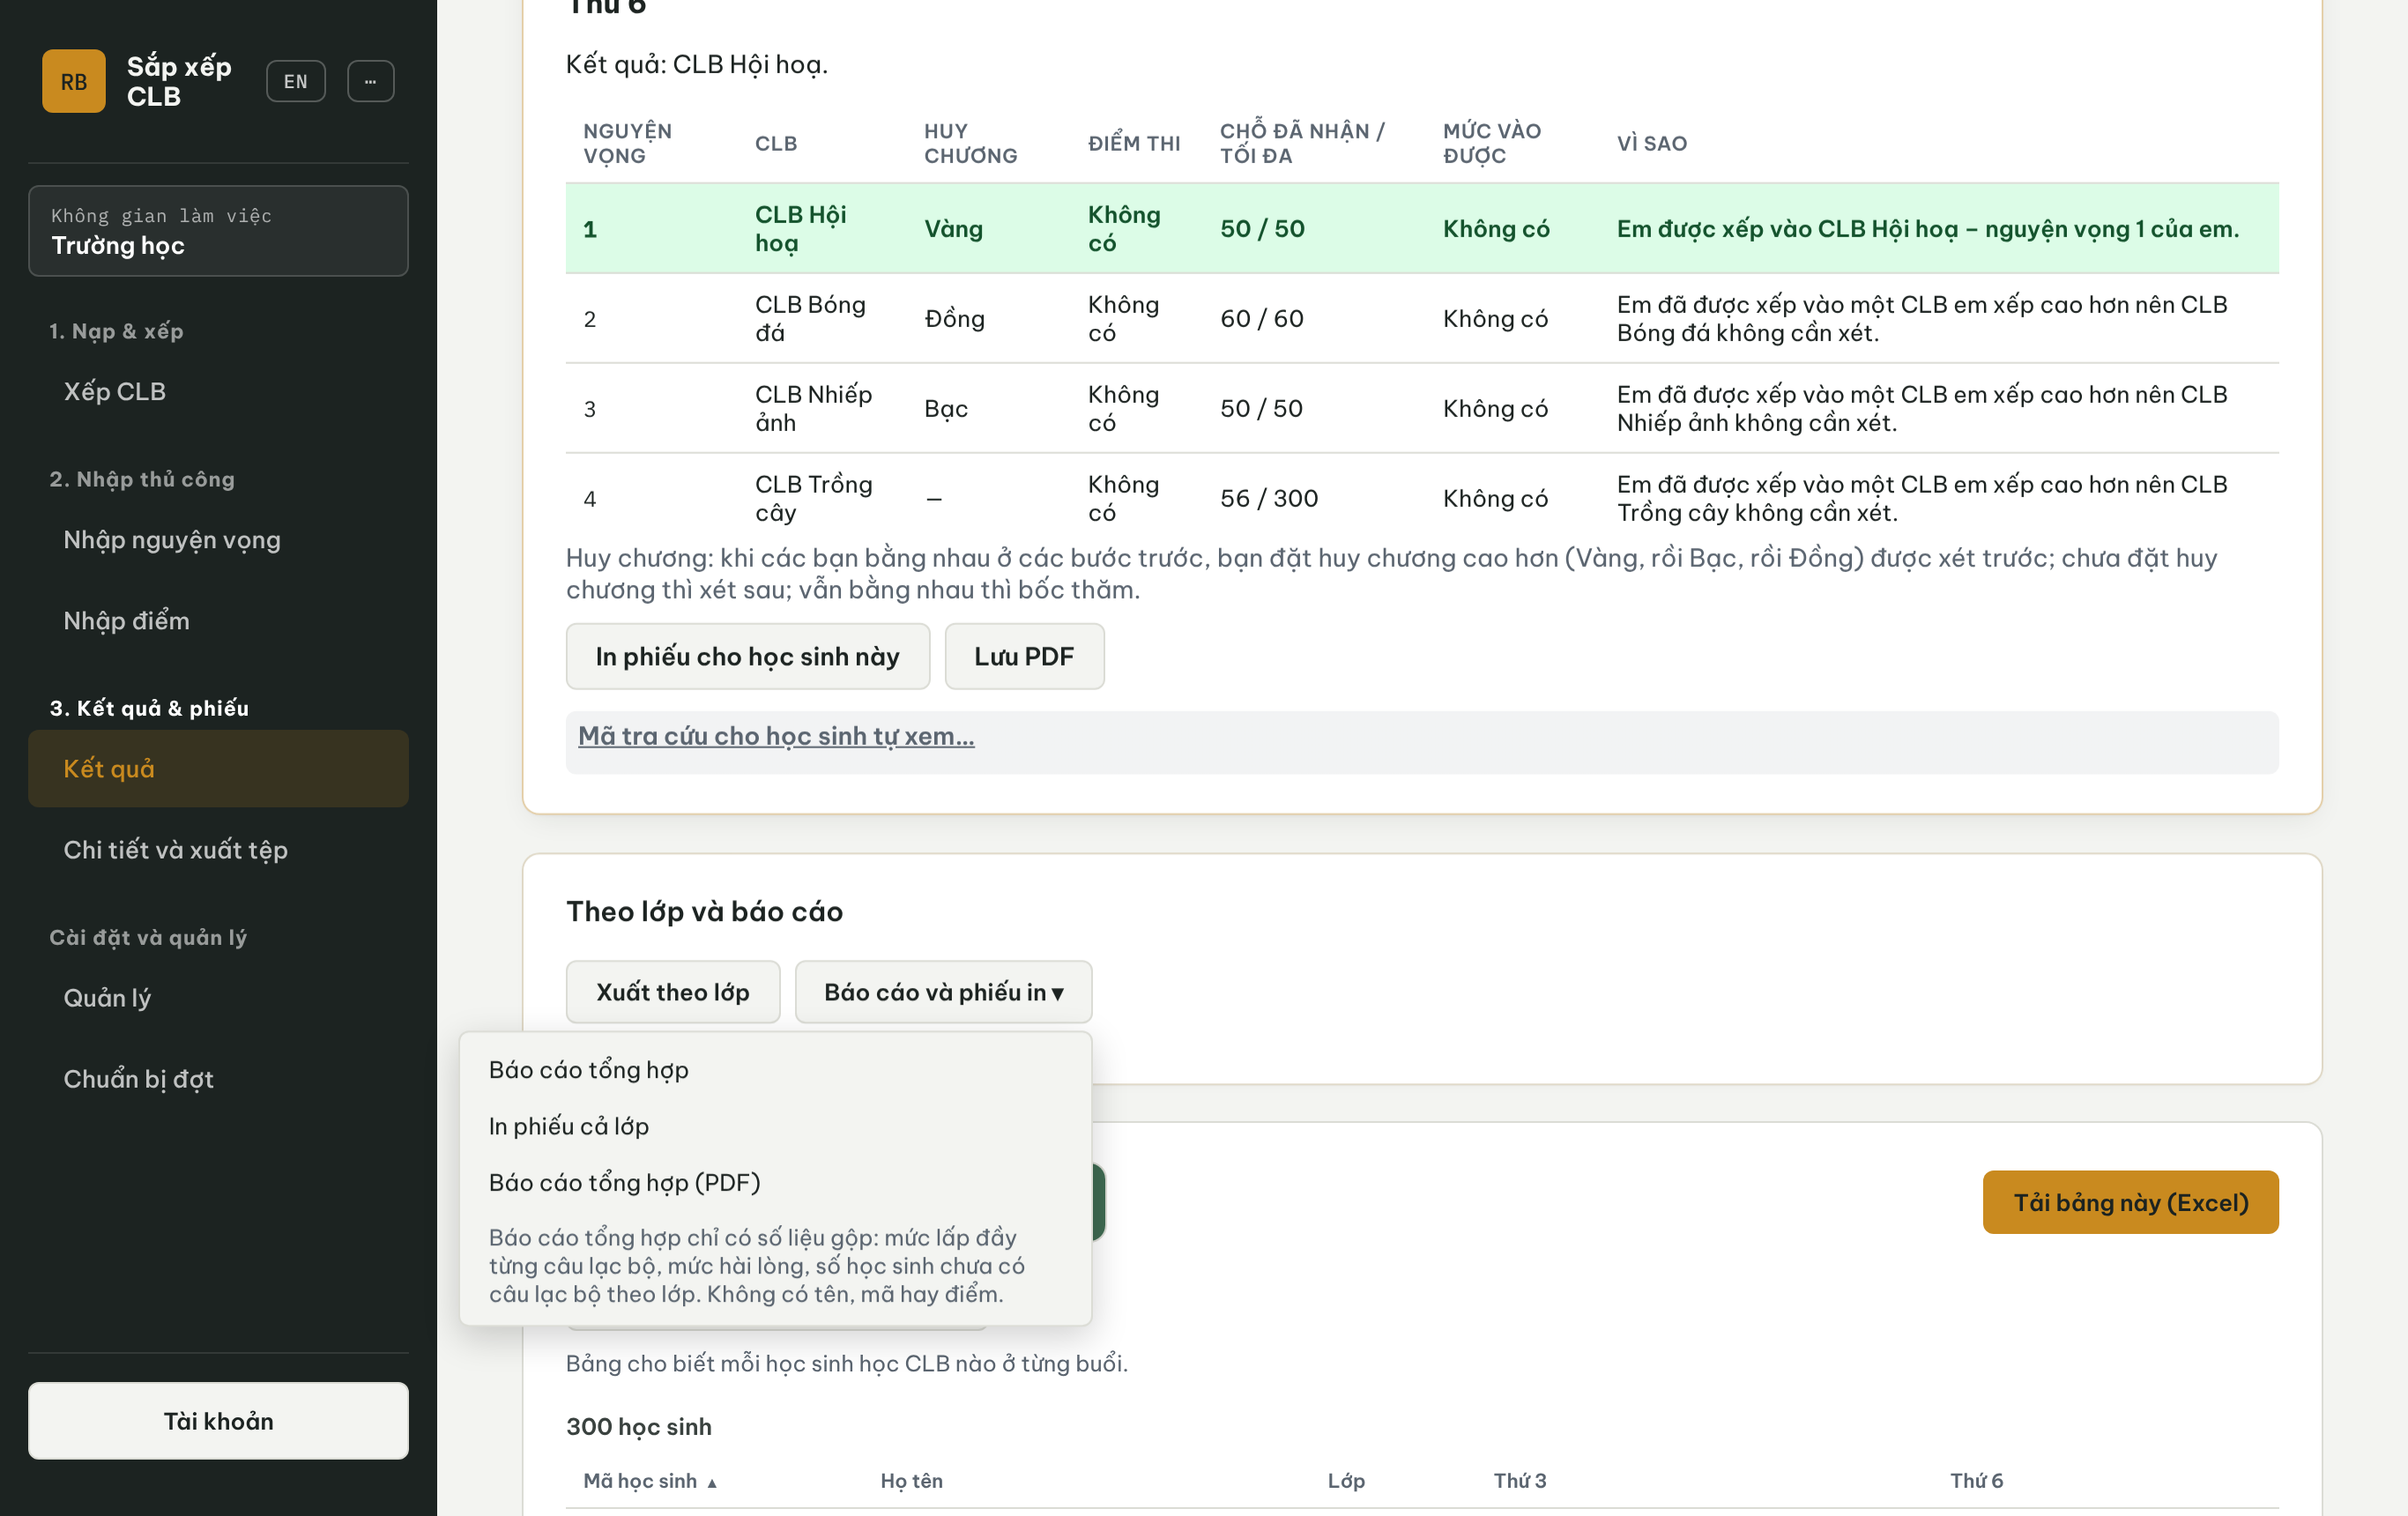 RB
Sắp xếp
CLB
EN
...
Không gian làm việc
Trường học
1. Nạp & xếp
Xếp CLB
2. Nhập thủ công
Nhập nguyện vọng
Nhập điểm
3. Kết quả & phiếu
Kết quả
Chi tiết và xuất tệp
Cài đặt và quản lý
Quản lý
Chuẩn bị đợt
Tài khoản
Thứ 6
Kết quả: CLB Hội hoạ.
NGUYỆN
VỌNG
CLB
HUY
CHƯƠNG
ĐIỂM THI
CHỖ ĐÃ NHẬN /
TỐI ĐA
MỨC VÀO
ĐƯỢC
VÌ SAO
1
CLB Hội
hoạ
Vàng
Không
có
50 / 50
Không có
Em được xếp vào CLB Hội hoạ – nguyện vọng 1 của em.
2
CLB Bóng
đá
Đồng
Không
có
60 / 60
Không có
Em đã được xếp vào một CLB em xếp cao hơn nên CLB
Bóng đá không cần xét.
3
CLB Nhiếp
ảnh
Bạc
Không
có
50 / 50
Không có
Em đã được xếp vào một CLB em xếp cao hơn nên CLB
Nhiếp ảnh không cần xét.
4
CLB Trồng
cây
—
Không
có
56 / 300
Không có
Em đã được xếp vào một CLB em xếp cao hơn nên CLB
Trồng cây không cần xét.
Huy chương: khi các bạn bằng nhau ở các bước trước, bạn đặt huy chương cao hơn (Vàng, rồi Bạc, rồi Đồng) được xét trước; chưa đặt huy
chương thì xét sau; vẫn bằng nhau thì bốc thăm.
In phiếu cho học sinh này
Lưu PDF
Mã tra cứu cho học sinh tự xem...
Theo lớp và báo cáo
Xuất theo lớp
Báo cáo và phiếu in ▾
Báo cáo tổng hợp
In phiếu cả lớp
Báo cáo tổng hợp (PDF)
Báo cáo tổng hợp chỉ có số liệu gộp: mức lấp đầy
từng câu lạc bộ, mức hài lòng, số học sinh chưa có
câu lạc bộ theo lớp. Không có tên, mã hay điểm.
Tải bảng này (Excel)
Bảng cho biết mỗi học sinh học CLB nào ở từng buổi.
300 học sinh
Mã học sinh ▲
Họ tên
Lớp
Thứ 3
Thứ 6